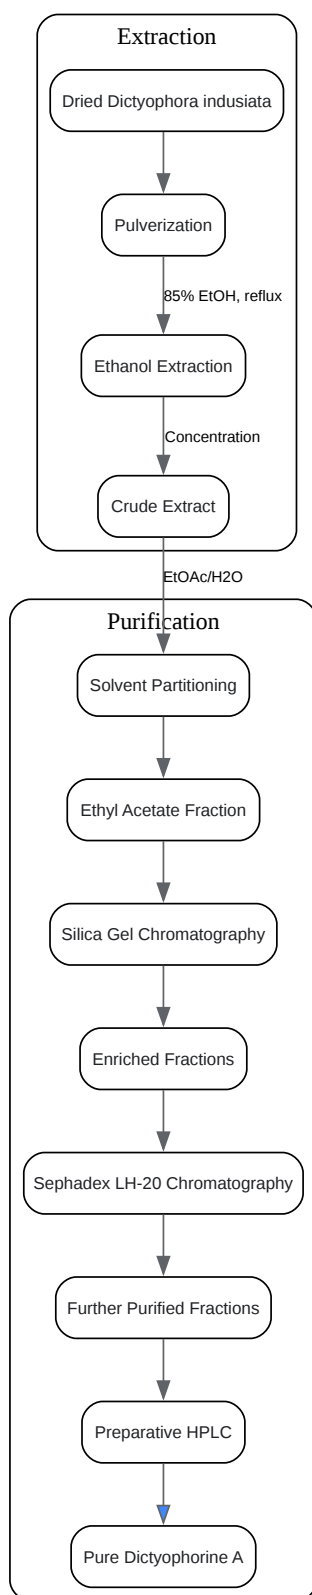 Extraction
Dried Dictyophora indusiata
Pulverization
85% EtOH, reflux
Ethanol Extraction
Concentration
Crude Extract
EtOAc/H2O
Purification
Solvent Partitioning
Ethyl Acetate Fraction
Silica Gel Chromatography
Enriched Fractions
Sephadex LH-20 Chromatography
Further Purified Fractions
Preparative HPLC
Pure Dictyophorine A